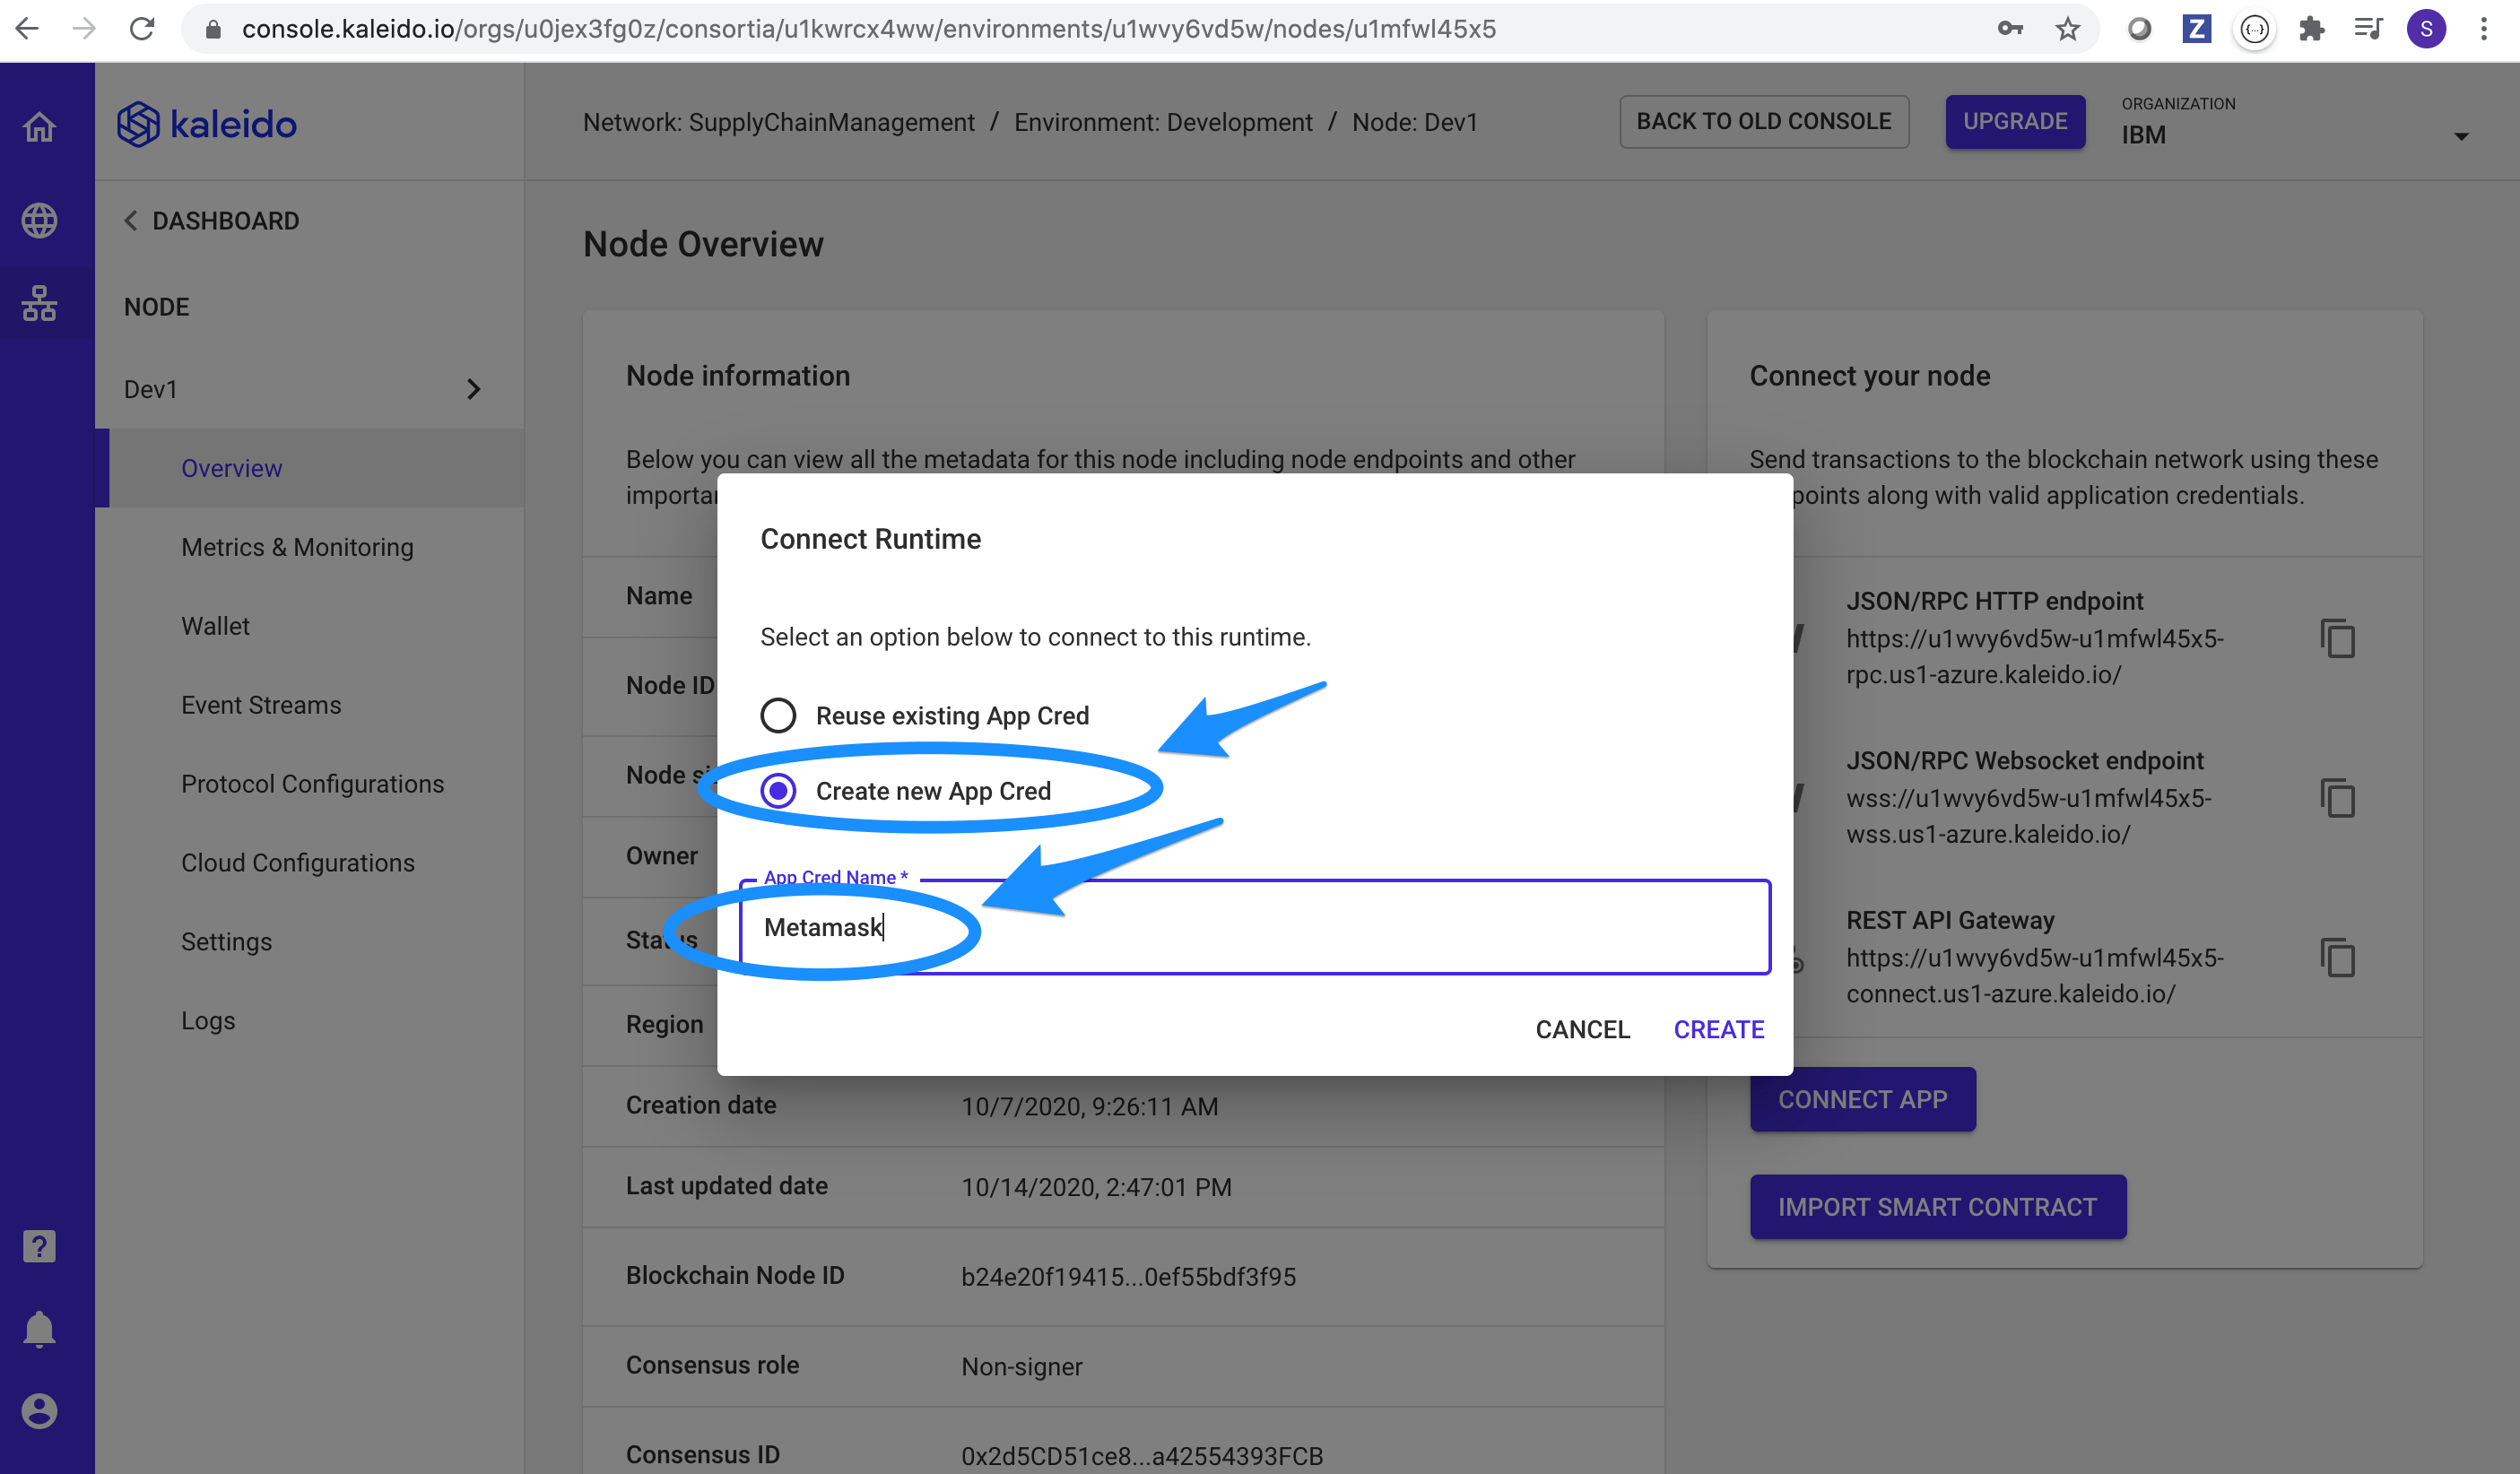 console.kaleido.io/orgs/u0jex3fg0z/consortia/u1kwrcx4ww/environments/u1wvy6vd5w/nodes/u1mfwl45x5
Z
{...}
S
kaleido
Network: SupplyChainManagement / Environment: Development / Node: Dev1
BACK TO OLD CONSOLE
UPGRADE
ORGANIZATION
IBM
DASHBOARD
NODE
Dev1
Overview
Metrics & Monitoring
Wallet
Event Streams
Protocol Configurations
Cloud Configurations
Settings
Logs
?
Node Overview
Node information
Below you can view all the metadata for this node including node endpoints and other
Name
Node ID
Owner
Status
Region
Creation date 10/7/2020, 9:26:11 AM
Last updated date 10/14/2020, 2:47:01 PM
Blockchain Node ID b24e20f19415...0ef55bdf3f95
Consensus role Non-signer
Consensus ID 0x2d5CD51ce8...a42554393FCB
Connect Runtime
Select an option below to connect to this runtime.
Reuse existing App Cred
Create new App Cred
App Cred Name *
Metamask
CANCEL
CREATE
Connect your node
Send transactions to the blockchain network using these
points along with valid application credentials.
JSON/RPC HTTP endpoint
https://u1wvy6vd5w-u1mfwl45x5-
rpc.us1-azure.kaleido.io/
JSON/RPC Websocket endpoint
wss://u1wvy6vd5w-u1mfwl45x5-
wss.us1-azure.kaleido.io/
REST API Gateway
https://u1wvy6vd5w-u1mfwl45x5-
connect.us1-azure.kaleido.io/
CONNECT APP
IMPORT SMART CONTRACT